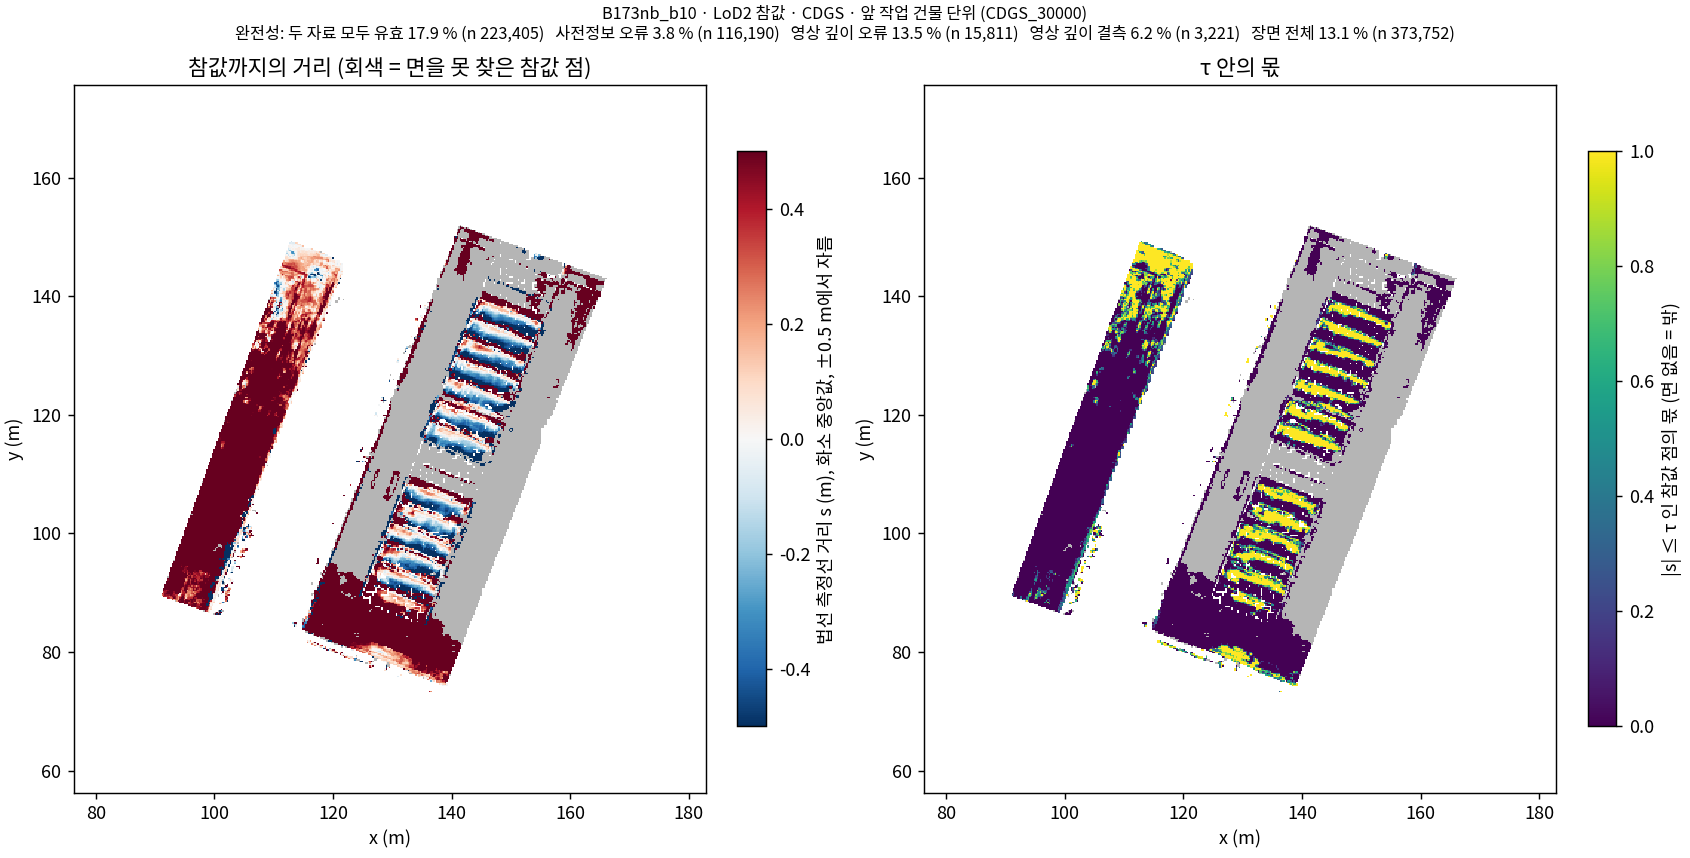 B173nb_b10 · LoD2 참값 · CDGS · 앞 작업 건물 단위 (CDGS_30000)
완전성: 두 자료 모두 유효 17.9 % (n 223,405)   사전정보 오류 3.8 % (n 116,190)   영상 깊이 오류 13.5 % (n 15,811)   영상 깊이 결측 6.2 % (n 3,221)   장면 전체 13.1 % (n 373,752)
참값까지의 거리 (회색 = 면을 못 찾은 참값 점)
160
140
120
100
80
60
y (m)
80 100 120 140 160 180
x (m)
0.4
0.2
0.0
-0.2
-0.4
법선 측정선 거리 s (m), 화소 중앙값, ±0.5 m에서 자름
τ 안의 몫
160
140
120
100
80
60
y (m)
80 100 120 140 160 180
x (m)
1.0
0.8
0.6
0.4
0.2
0.0
|s| ≤ τ 인 참값 점의 몫 (면 없음 = 밖)